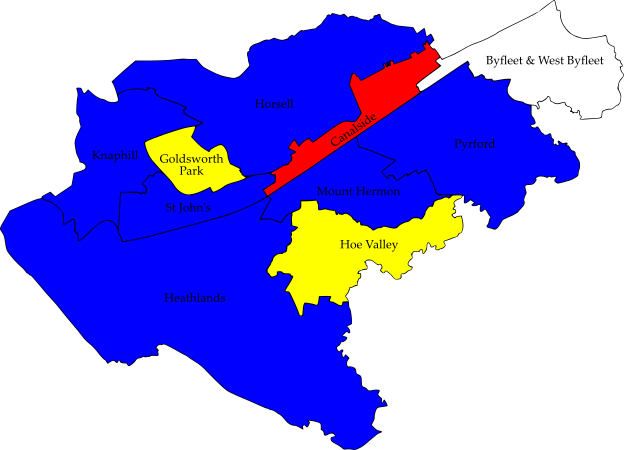 Byfleet & West Byfleet
Horsell
Canalside
Pyrford
Knaphill
Goldsworth
Park
Mount Hermon
St John's
Hoe Valley
Heathlands